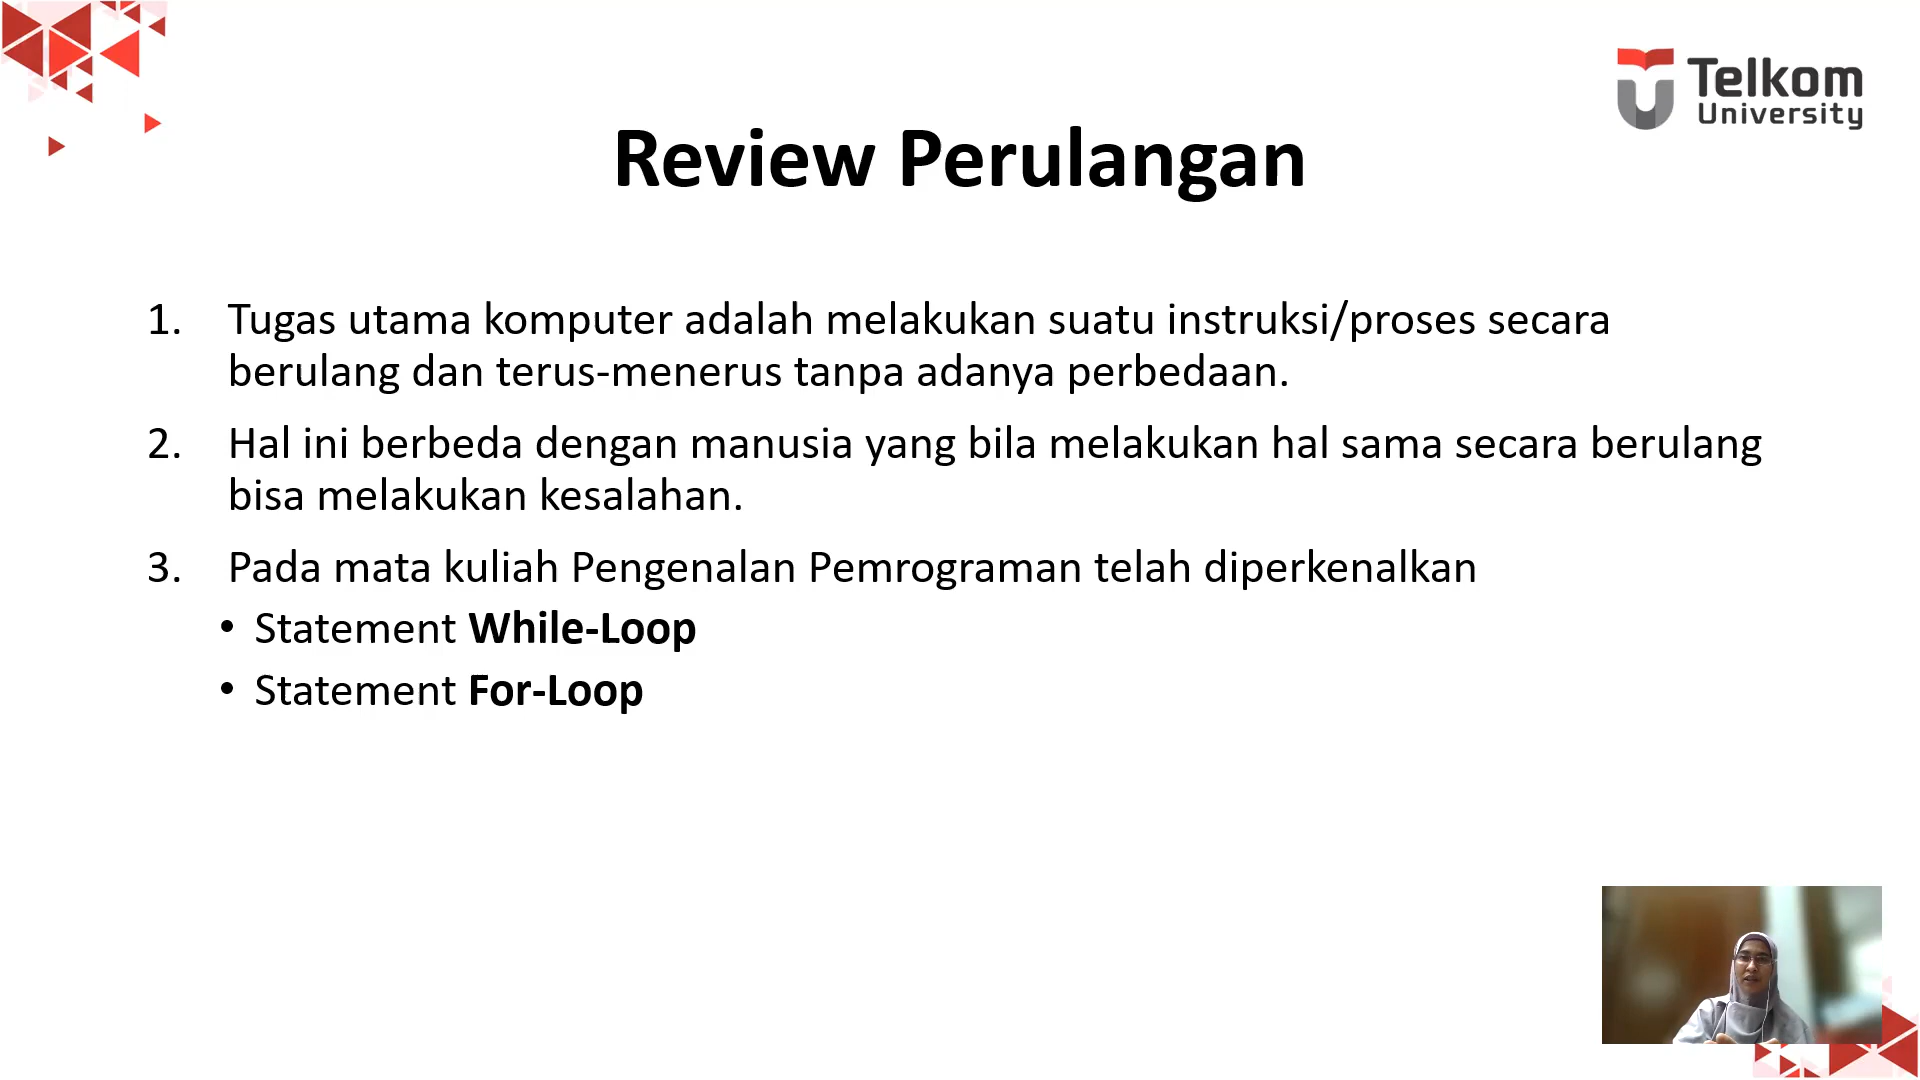 Telkom
University
Review Perulangan
1. Tugas utama komputer adalah melakukan suatu instruksi/proses secara
berulang dan terus-menerus tanpa adanya perbedaan.
2. Hal ini berbeda dengan manusia yang bila melakukan hal sama secara berulang
bisa melakukan kesalahan.
3. Pada mata kuliah Pengenalan Pemrograman telah diperkenalkan
• Statement While-Loop
• Statement For-Loop